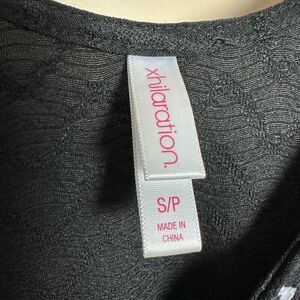 xhilaration.
S/P
MADE IN
CHINA